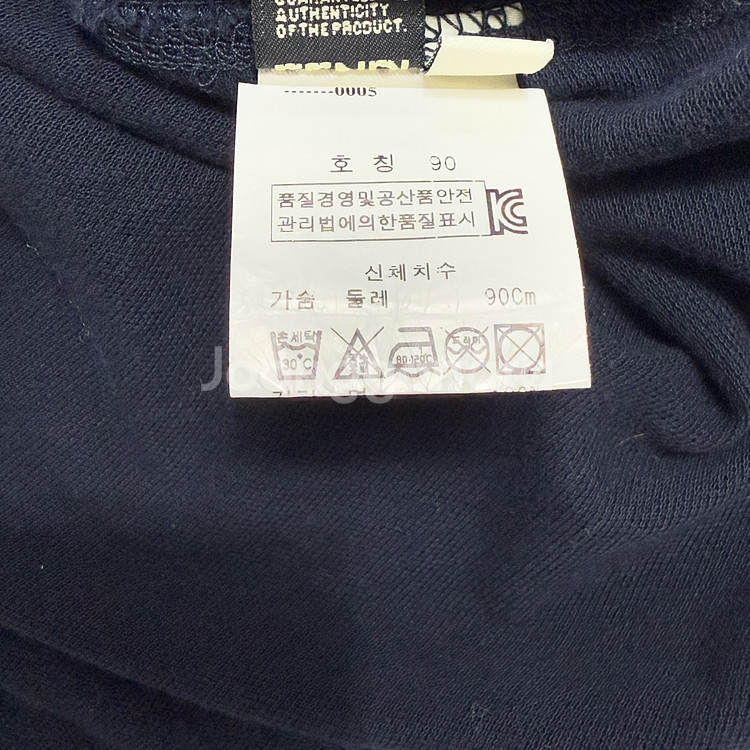 AUTHENTICITY
OF THE PRODUCT.
-------0005
호 칭 90
품질경영및공산품안전
관리법에의한품질표시
신체치수
가슴 둘레 90Cm
손세탁
30℃
80-120℃
드라이